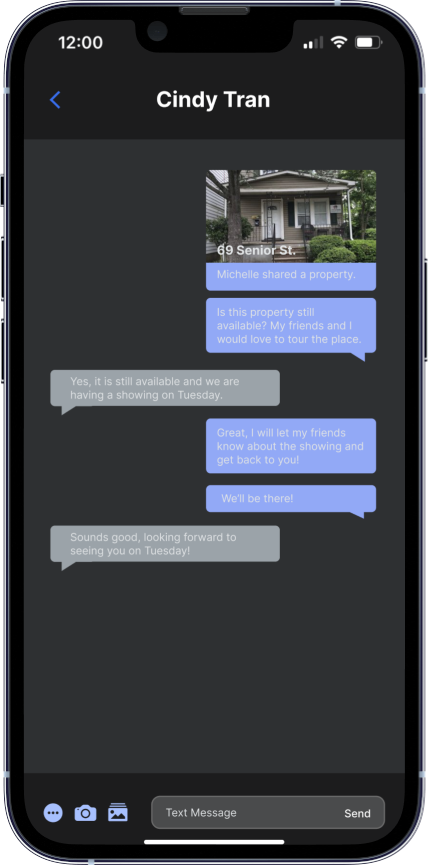 12:00
Cindy Tran
69 Senior St.
Michelle shared a property.
Is this property still
available? My friends and I
would love to tour the place.
Yes, it is still available and we are
having a showing on Tuesday.
Great, I will let my friends
know about the showing and
get back to you!
We'll be there!
Sounds good, looking forward to
seeing you on Tuesday!
Text Message
Send